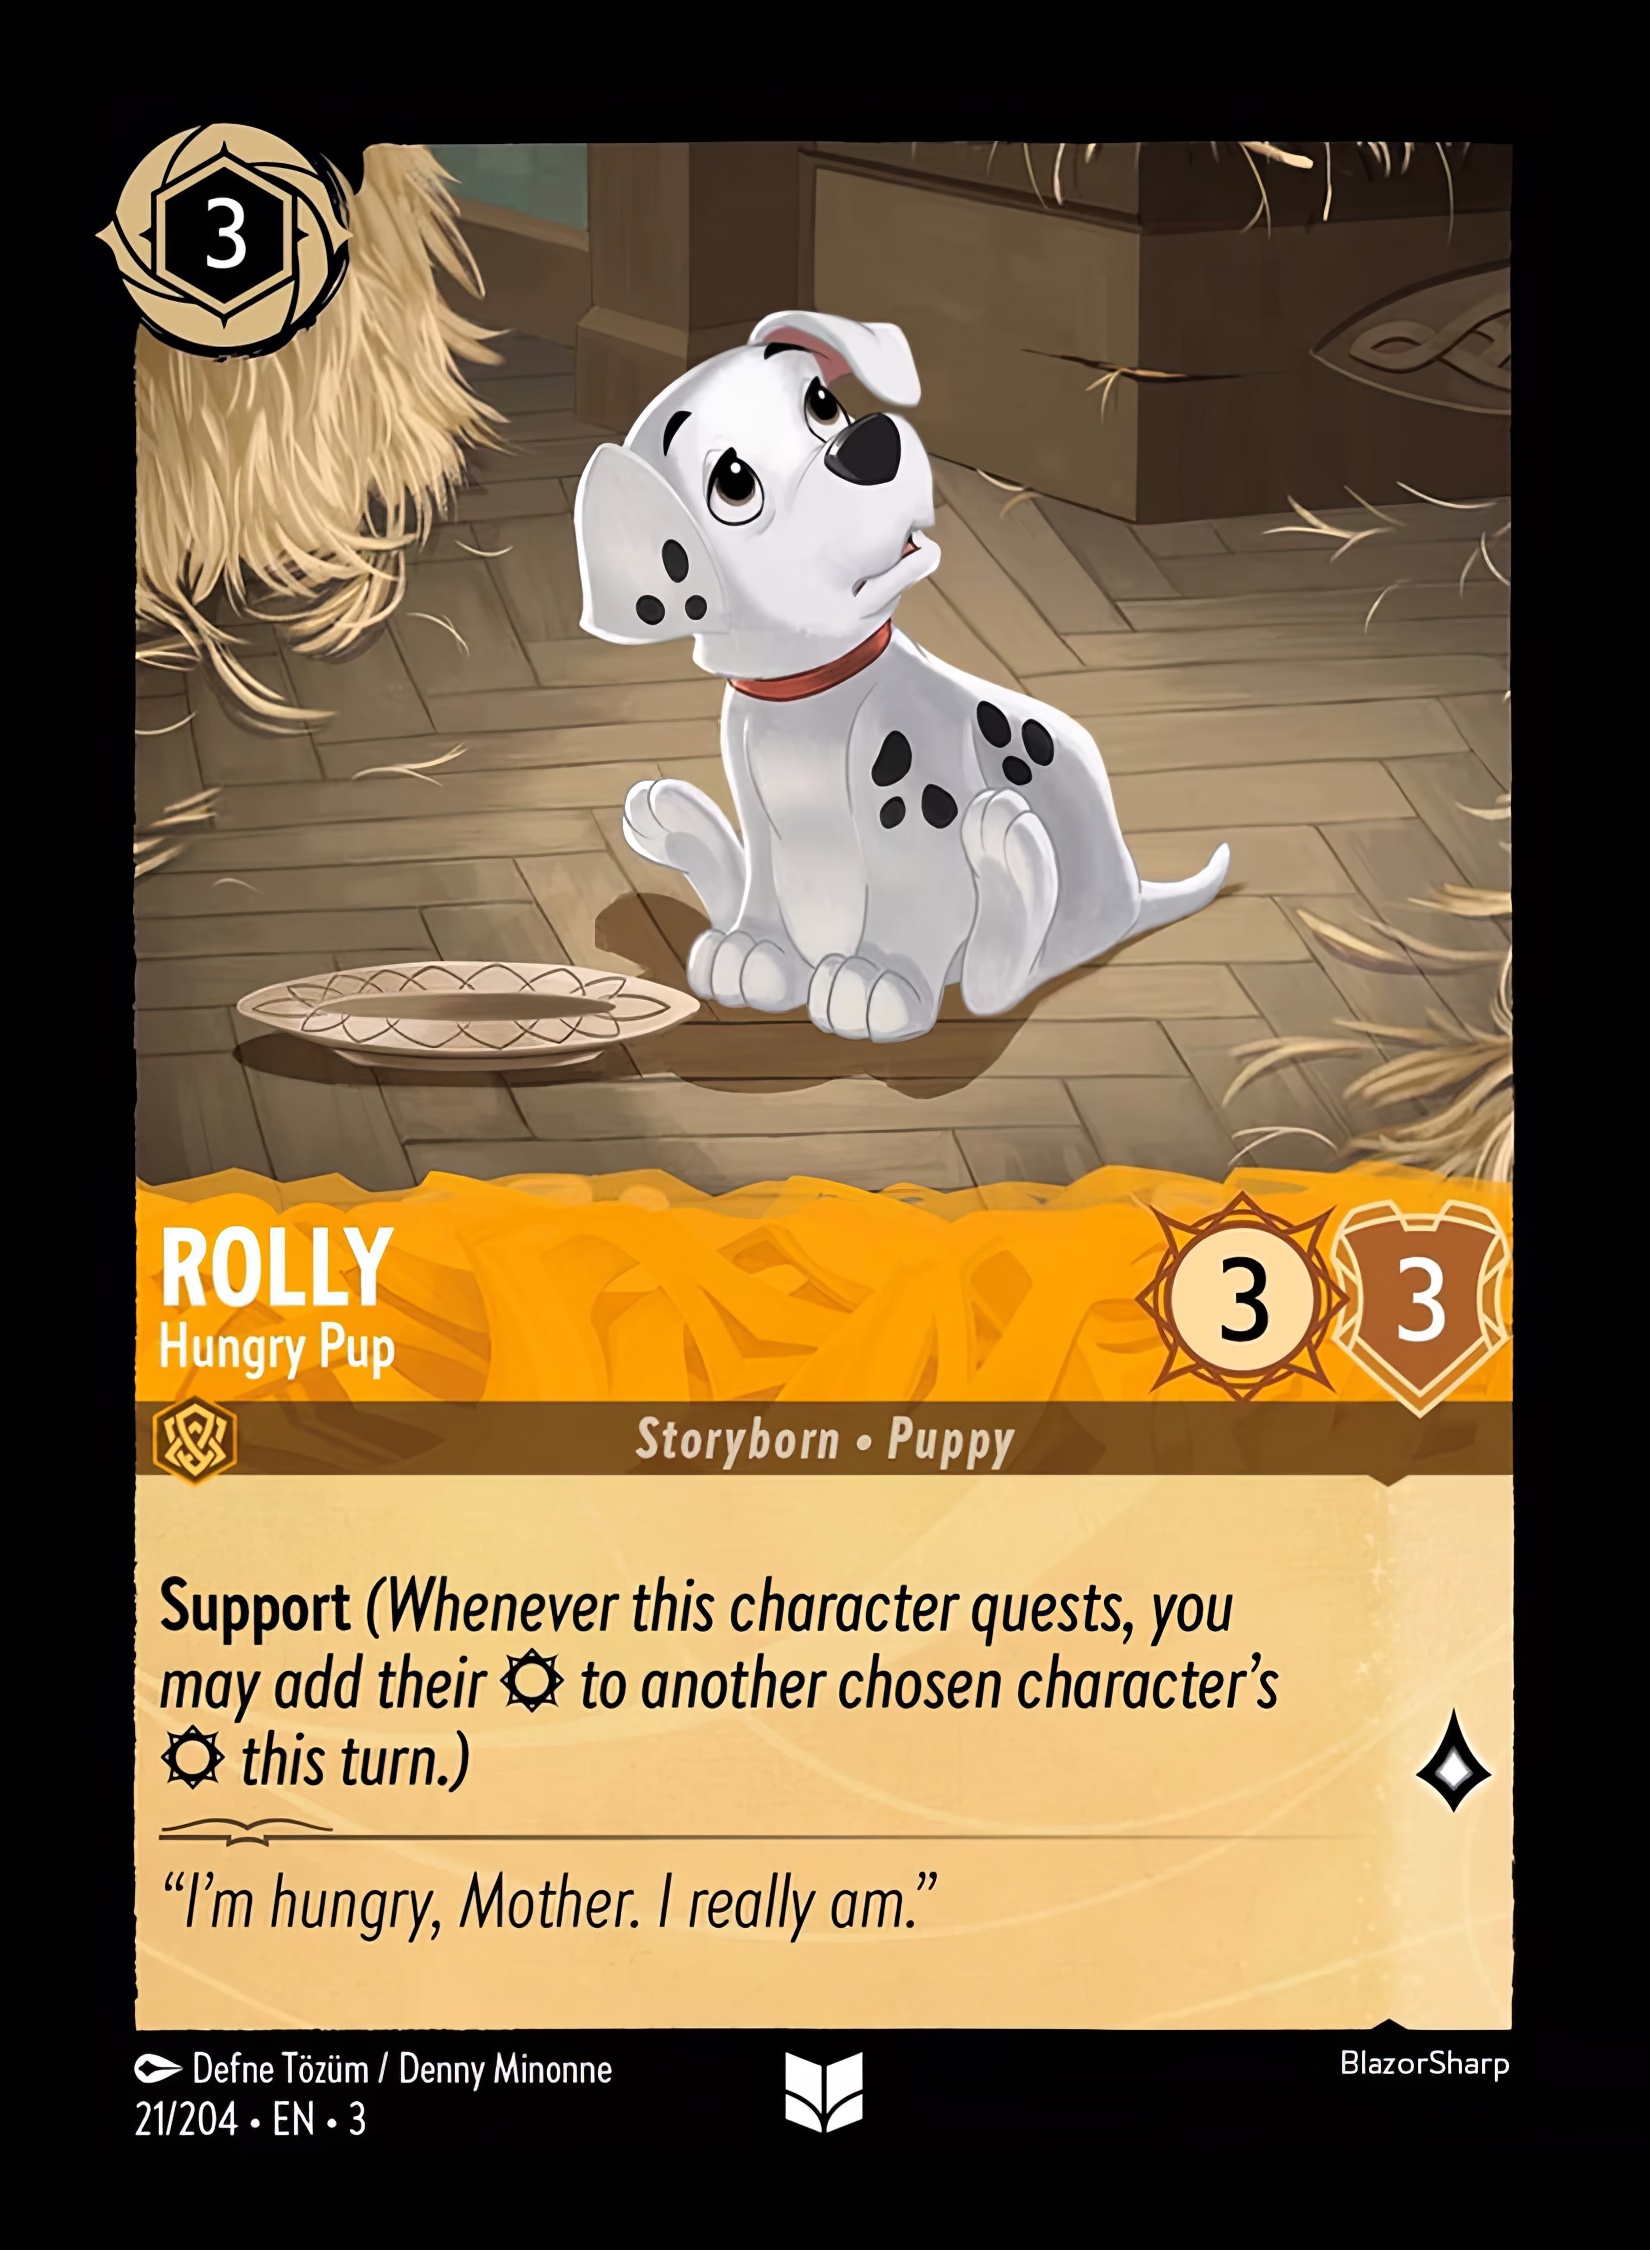 3
ROLLY
Hungry Pup
3
3
Storyborn • Puppy
Support (Whenever this character quests, you
may add their to another chosen character’s
this turn.)
“I’m hungry, Mother. I really am.”
Defne Tözüm / Denny Minonne
21/204 • EN • 3
BlazorSharp